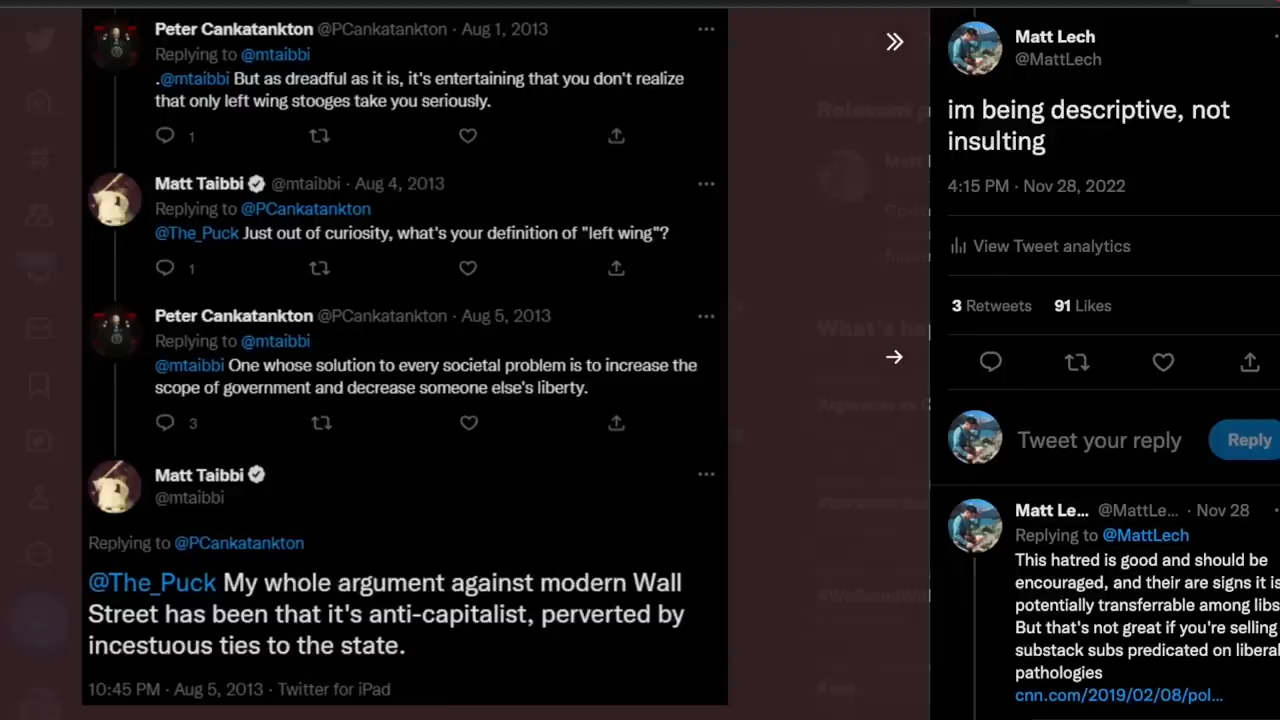 Peter Cankatankton @PCankatankton · Aug 1, 2013
Replying to @mtaibbi
.@mtaibbi But as dreadful as it is, it's entertaining that you don't realize
that only left wing stooges take you seriously.
1
Matt Taibbi @mtaibbi · Aug 4, 2013
Replying to @PCankatankton
@The_Puck Just out of curiosity, what's your definition of "left wing"?
1
Peter Cankatankton @PCankatankton · Aug 5, 2013
Replying to @mtaibbi
@mtaibbi One whose solution to every societal problem is to increase the
scope of government and decrease someone else's liberty.
3
Matt Taibbi
@mtaibbi
Replying to @PCankatankton
@The_Puck My whole argument against modern Wall
Street has been that it's anti-capitalist, perverted by
incestuous ties to the state.
10:45 PM · Aug 5, 2013 · Twitter for iPad
Matt Lech
@MattLech
im being descriptive, not
insulting
4:15 PM · Nov 28, 2022
View Tweet analytics
3 Retweets 91 Likes
Tweet your reply
Reply
Matt Le... @MattLe... · Nov 28
Replying to @MattLech
This hatred is good and should be
encouraged, and their are signs it is
potentially transferrable among libs
But that's not great if you're selling
substack subs predicated on liberal
pathologies
cnn.com/2019/02/08/pol...